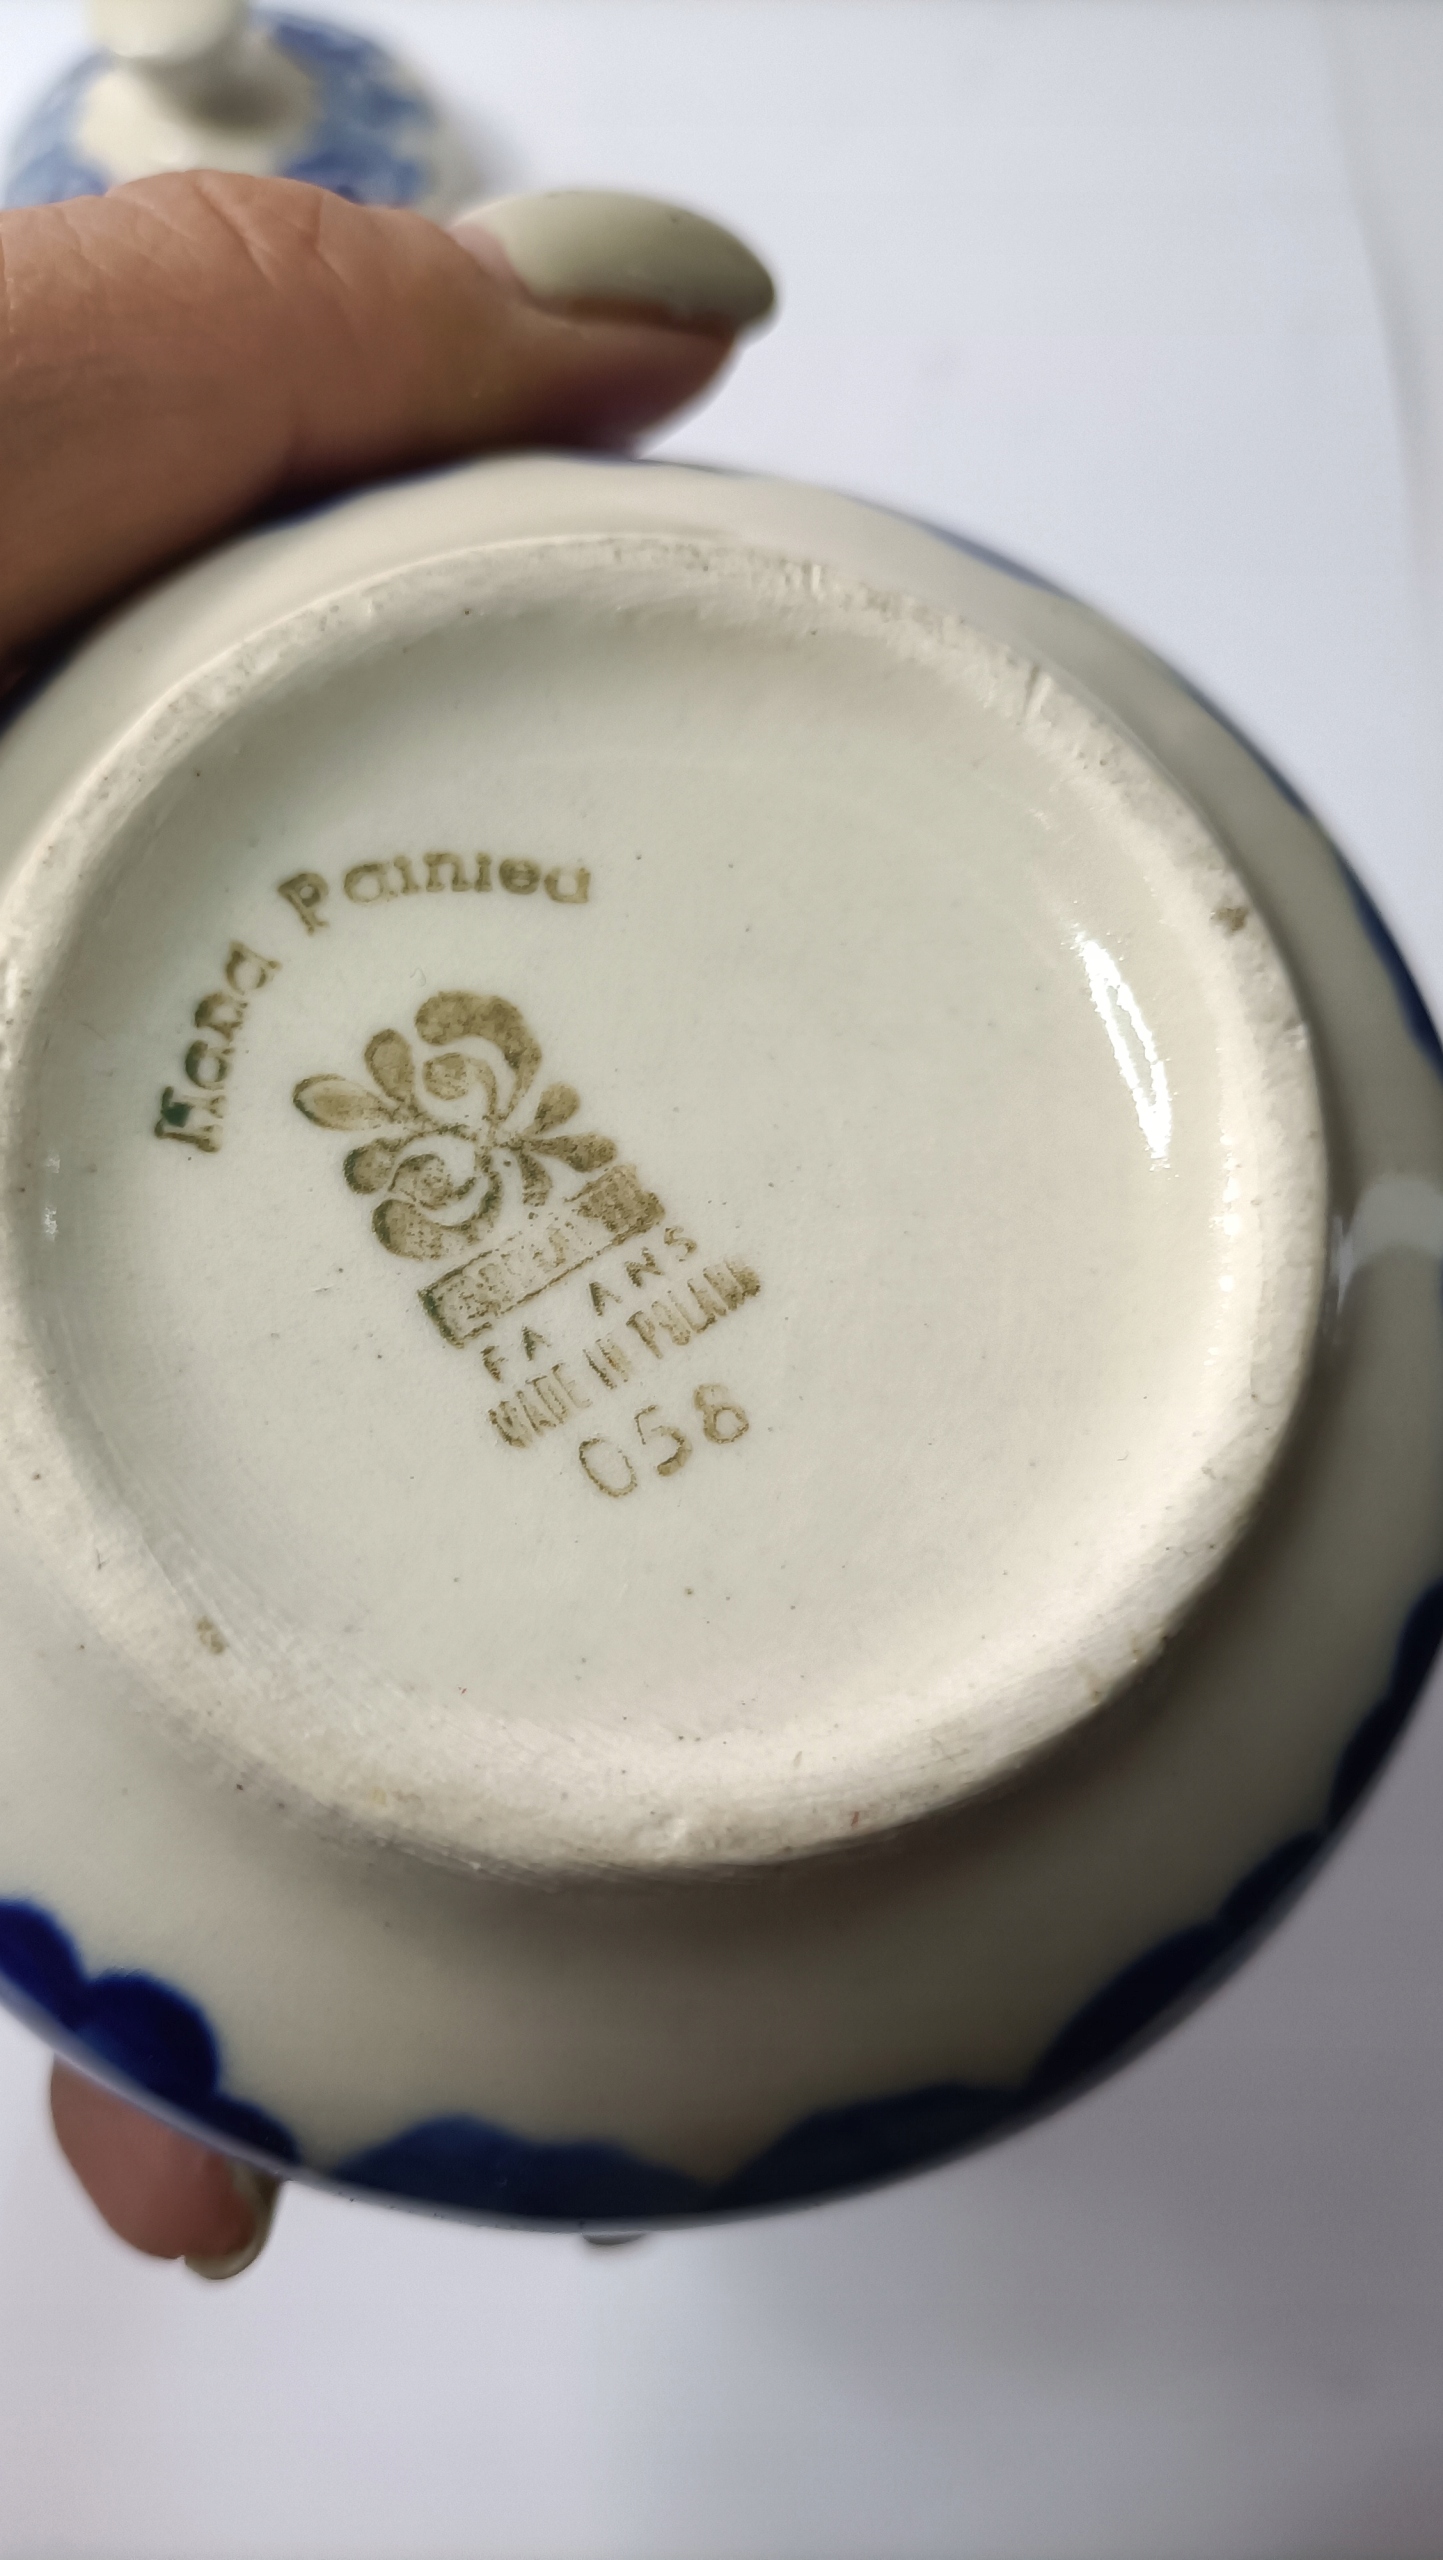 Hand Painted
FA ANS
MADE IN POLAND
058